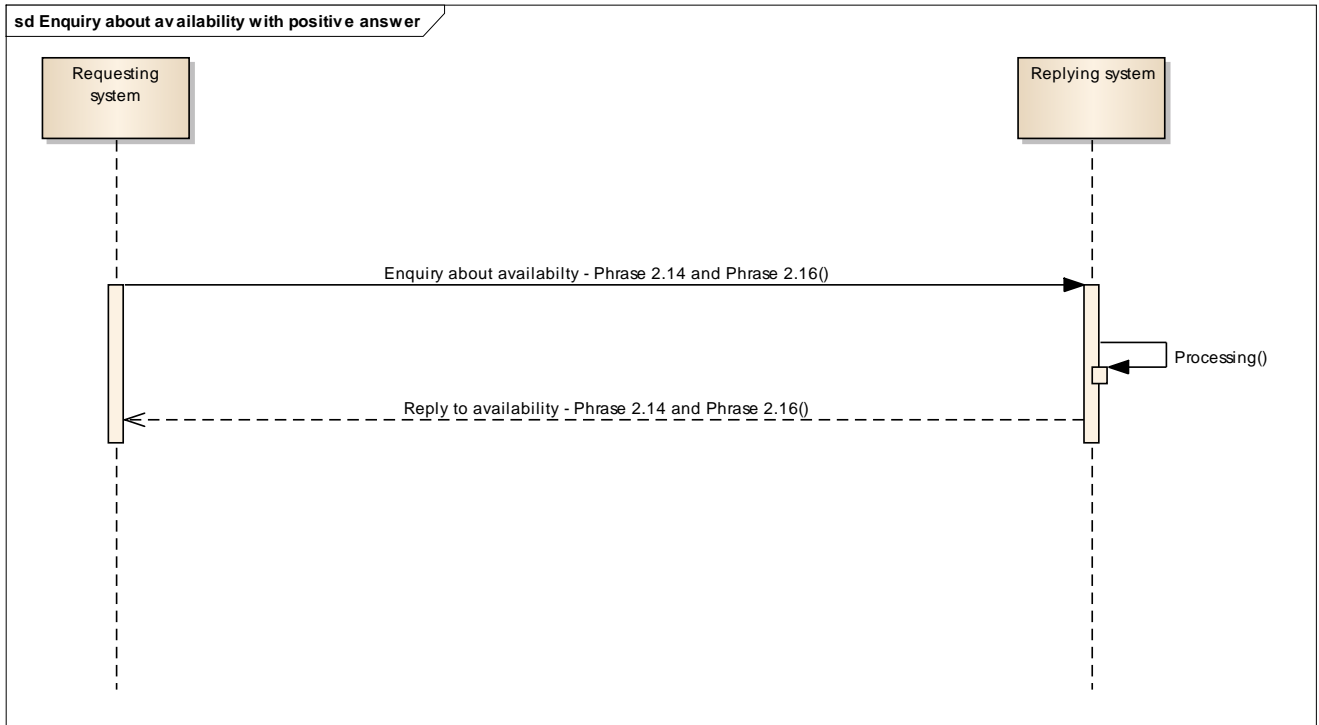 sd Enquiry about availability with positive answer
Requesting
system
Replying system
Enquiry about availabilty - Phrase 2.14 and Phrase 2.16()
Processing()
Reply to availability - Phrase 2.14 and Phrase 2.16()